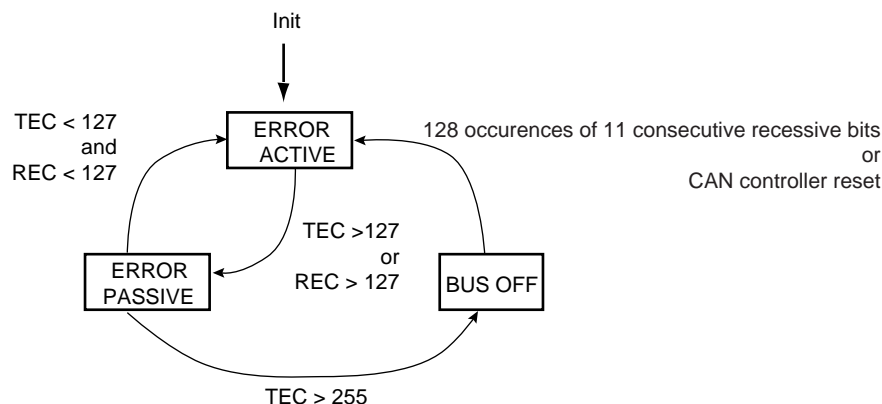 Init
TEC < 127
and
REC < 127
ERROR
ACTIVE
128 occurences of 11 consecutive recessive bits
or
CAN controller reset
TEC >127
or
REC > 127
ERROR
PASSIVE
BUS OFF
TEC > 255